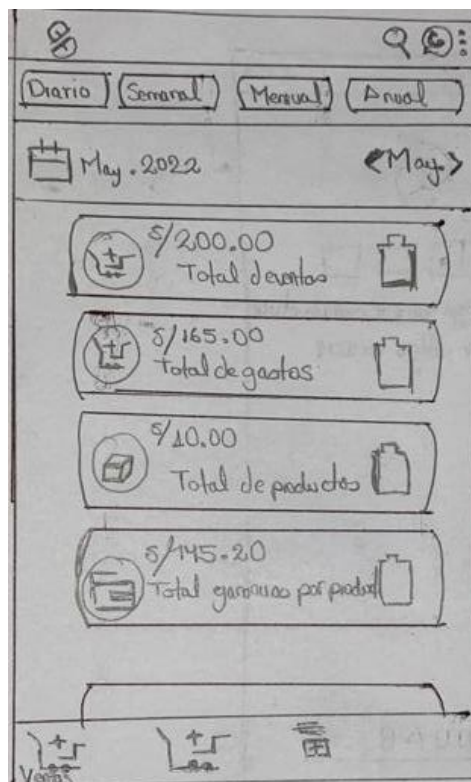 Diario Semanal Mensual Anual
May. 2022 <May.>
S/200.00
Total de ventas
S/165.00
Total de gastos
S/10.00
Total de productos
S/145.20
Total ganancias por product
Ventas